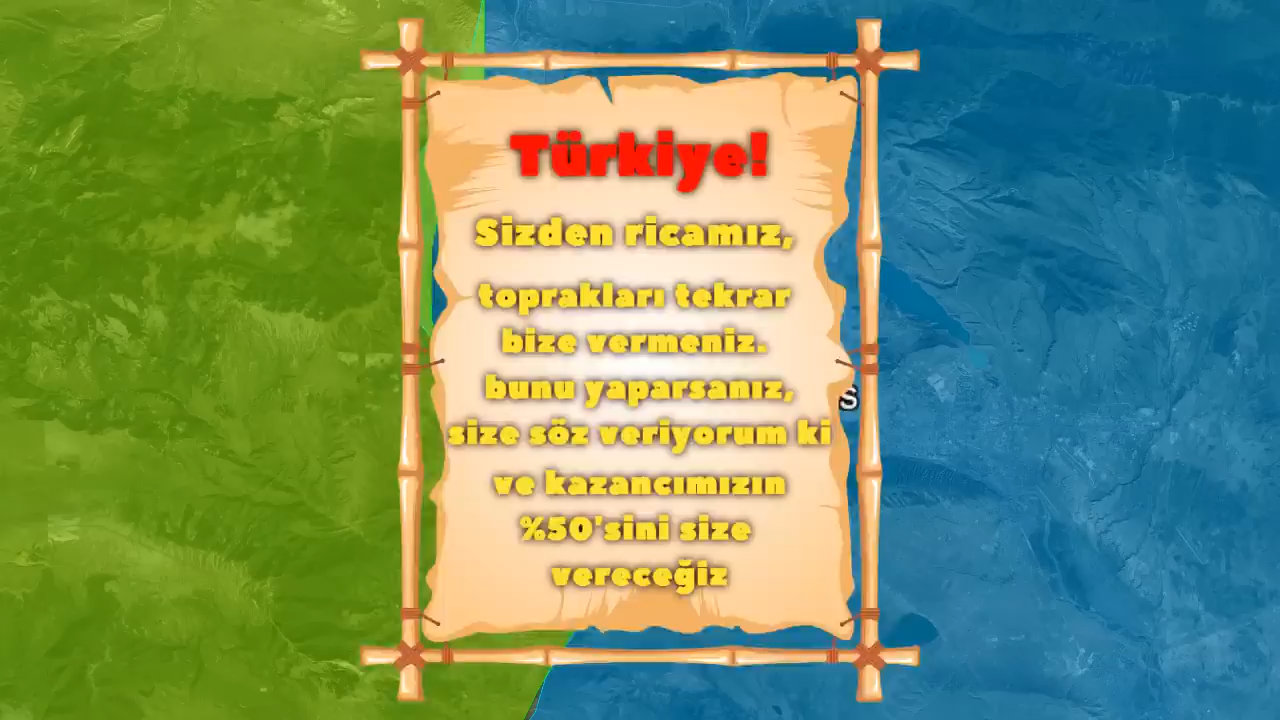 Türkiye!
Sizden ricamız,
toprakları tekrar
bize vermeniz.
bunu yaparsanız,
size söz veriyorum ki
ve kazancımızın
%50'sini size
vereceğiz
S